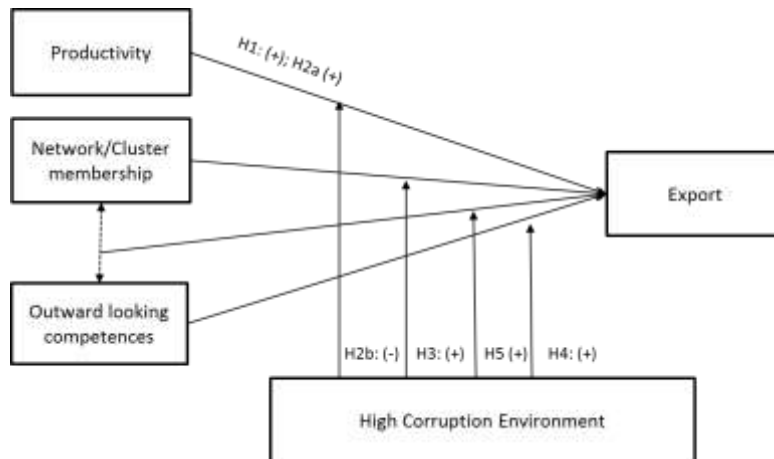 Productivity
H1: (+); H2a (+)
Network/Cluster
membership
Export
Outward looking
competences
H2b: (-) H3: (+) H5 (+) H4: (+)
High Corruption Environment